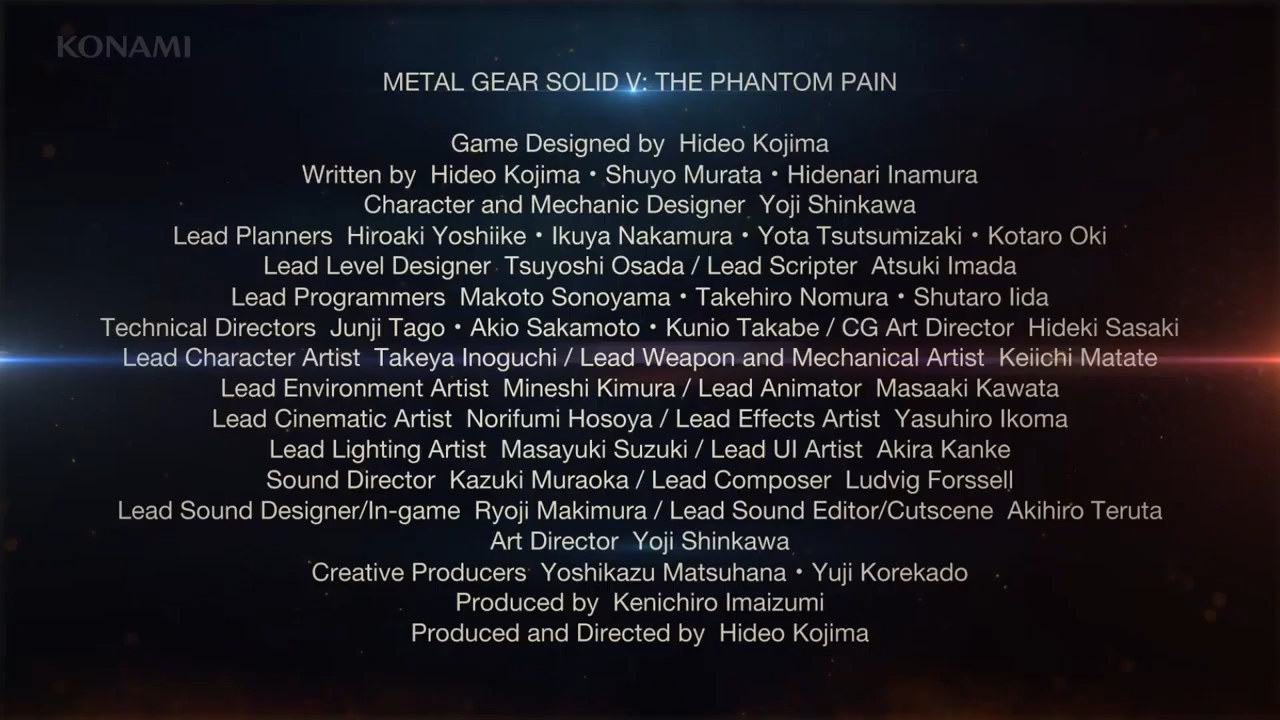 KONAMI
METAL GEAR SOLID V: THE PHANTOM PAIN
Game Designed by Hideo Kojima
Written by Hideo Kojima・Shuyo Murata・Hidenari Inamura
Character and Mechanic Designer Yoji Shinkawa
Lead Planners Hiroaki Yoshiike・Ikuya Nakamura・Yota Tsutsumizaki・Kotaro Oki
Lead Level Designer Tsuyoshi Osada / Lead Scripter Atsuki Imada
Lead Programmers Makoto Sonoyama・Takehiro Nomura・Shutaro Iida
Technical Directors Junji Tago・Akio Sakamoto・Kunio Takabe / CG Art Director Hideki Sasaki
Lead Character Artist Takeya Inoguchi / Lead Weapon and Mechanical Artist Keiichi Matate
Lead Environment Artist Mineshi Kimura / Lead Animator Masaaki Kawata
Lead Cinematic Artist Norifumi Hosoya / Lead Effects Artist Yasuhiro Ikoma
Lead Lighting Artist Masayuki Suzuki / Lead UI Artist Akira Kanke
Sound Director Kazuki Muraoka / Lead Composer Ludvig Forssell
Lead Sound Designer/In-game Ryoji Makimura / Lead Sound Editor/Cutscene Akihiro Teruta
Art Director Yoji Shinkawa
Creative Producers Yoshikazu Matsuhana・Yuji Korekado
Produced by Kenichiro Imaizumi
Produced and Directed by Hideo Kojima